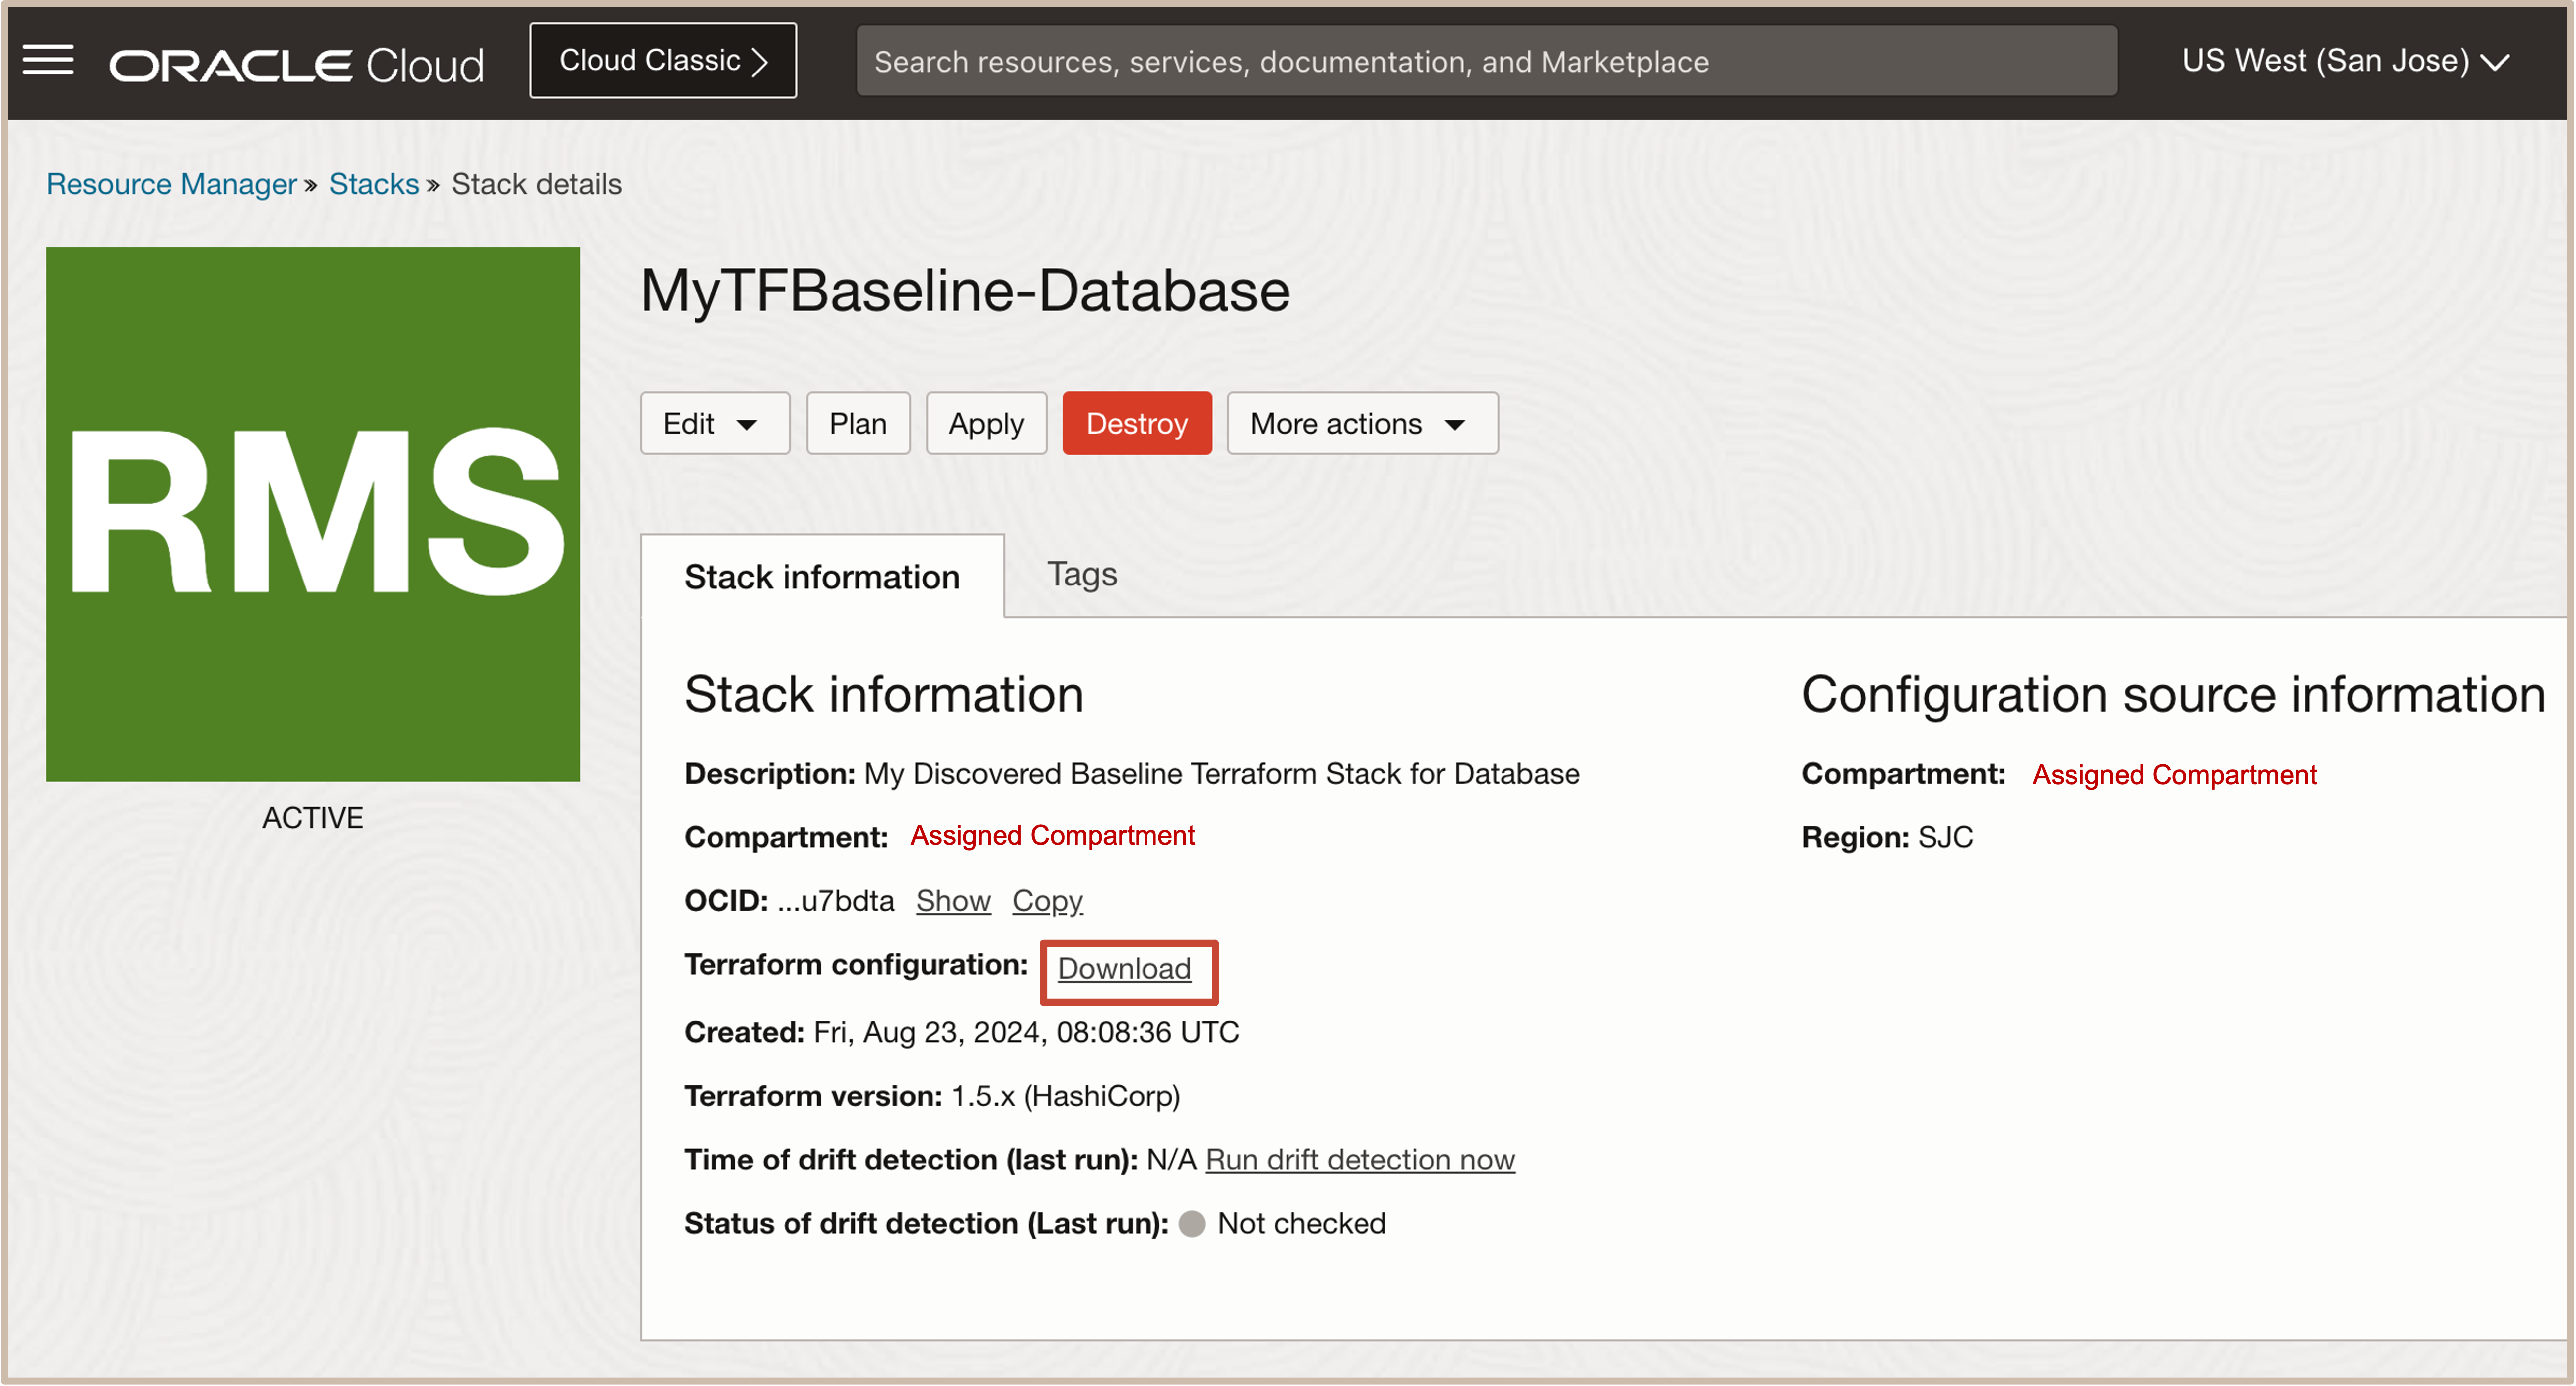 ORACLE Cloud
Cloud Classic
Search resources, services, documentation, and Marketplace
US West (San Jose)
Resource Manager » Stacks » Stack details
RMS
ACTIVE
MyTFBaseline-Database
Edit
Plan
Apply
Destroy
More actions
Stack information
Tags
Stack information
Description: My Discovered Baseline Terraform Stack for Database
Compartment: Assigned Compartment
OCID: ...u7bdta Show Copy
Terraform configuration: Download
Created: Fri, Aug 23, 2024, 08:08:36 UTC
Terraform version: 1.5.x (HashiCorp)
Time of drift detection (last run): N/A Run drift detection now
Status of drift detection (Last run): Not checked
Configuration source information
Compartment: Assigned Compartment
Region: SJC